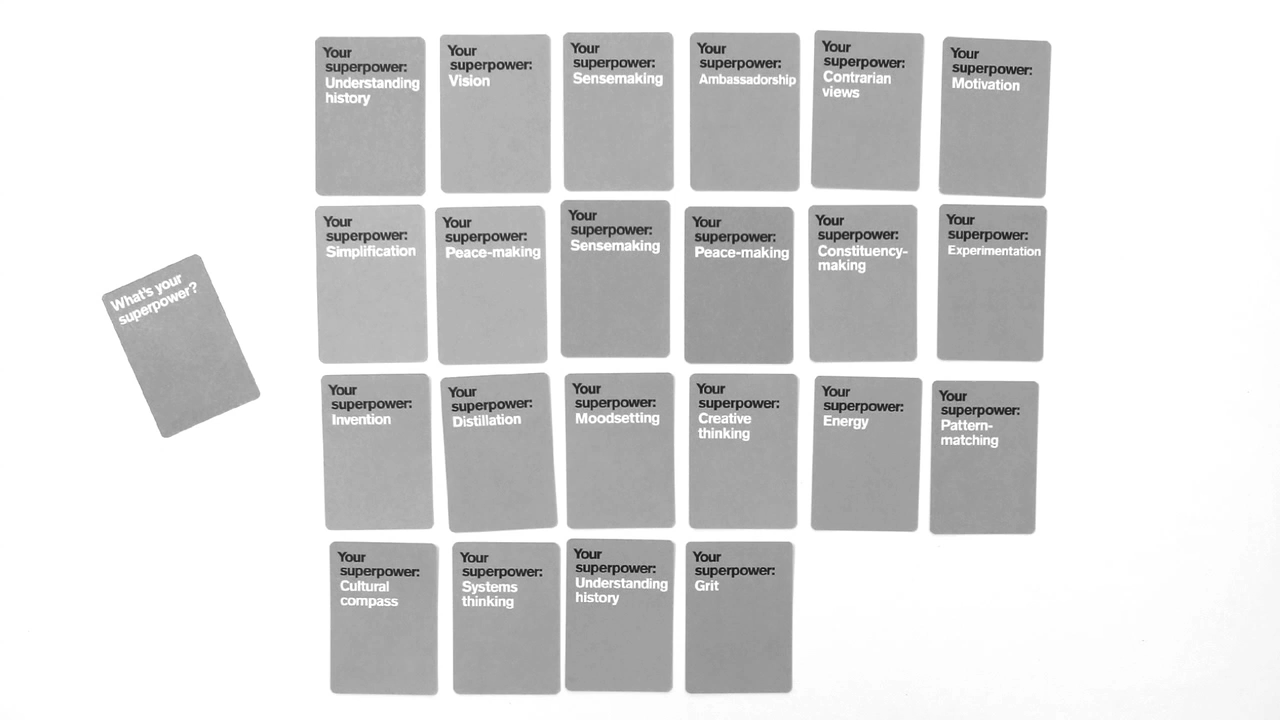 What's your
superpower?
Your
superpower:
Understanding
history
Your
superpower:
Vision
Your
superpower:
Sensemaking
Your
superpower:
Ambassadorship
Your
superpower:
Contrarian
views
Your
superpower:
Motivation
Your
superpower:
Simplification
Your
superpower:
Peace-making
Your
superpower:
Sensemaking
Your
superpower:
Peace-making
Your
superpower:
Constituency-
making
Your
superpower:
Experimentation
Your
superpower:
Invention
Your
superpower:
Distillation
Your
superpower:
Moodsetting
Your
superpower:
Creative
thinking
Your
superpower:
Energy
Your
superpower:
Pattern-
matching
Your
superpower:
Cultural
compass
Your
superpower:
Systems
thinking
Your
superpower:
Understanding
history
Your
superpower:
Grit